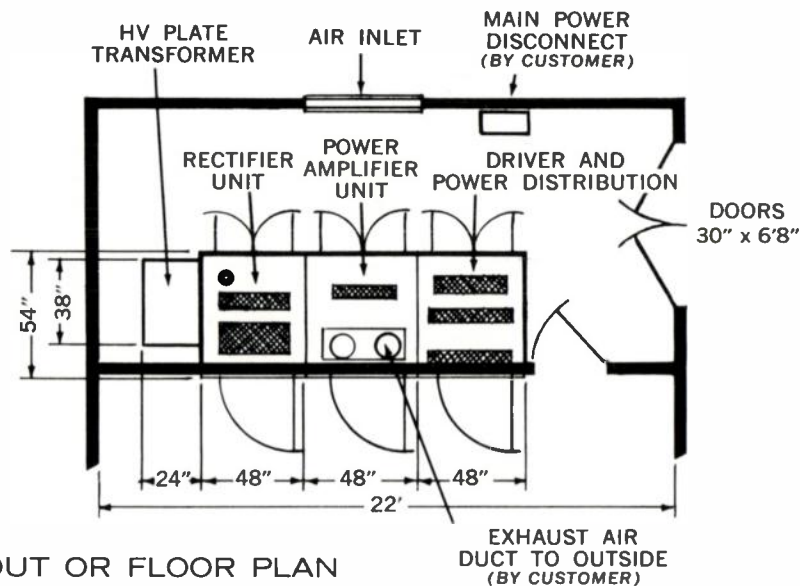 HV PLATE
TRANSFORMER
AIR INLET
MAIN POWER
DISCONNECT
(BY CUSTOMER)
RECTIFIER
UNIT
POWER
AMPLIFIER
UNIT
DRIVER AND
POWER DISTRIBUTION
DOORS
30" x 6'8"
54"
38"
24"
48"
48"
48"
22'
EXHAUST AIR
DUCT TO OUTSIDE
(BY CUSTOMER)
OUT OR FLOOR PLAN